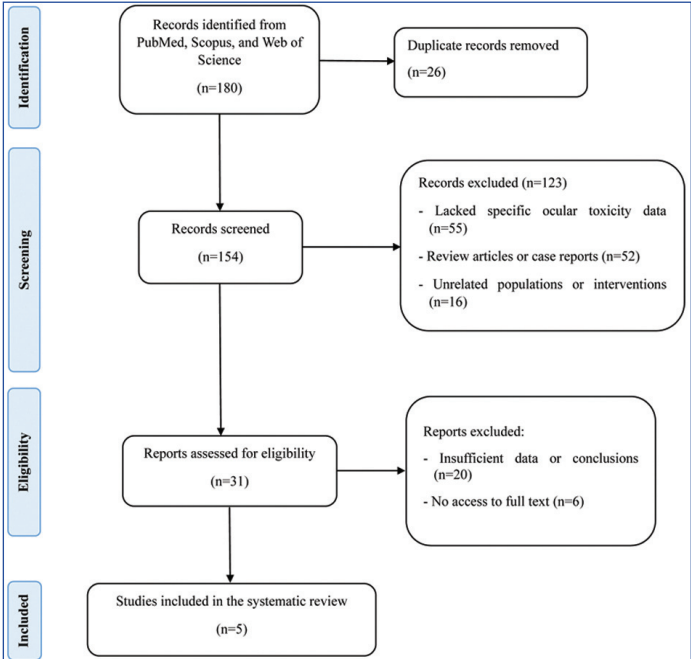 Identification
Records identified from
PubMed, Scopus, and Web of
Science
(n=180)
Duplicate records removed
(n=26)
Screening
Records screened
(n=154)
Records excluded (n=123)
- Lacked specific ocular toxicity data
(n=55)
- Review articles or case reports (n=52)
- Unrelated populations or interventions
(n=16)
Eligibility
Reports assessed for eligibility
(n=31)
Reports excluded:
- Insufficient data or conclusions
(n=20)
- No access to full text (n=6)
Included
Studies included in the systematic review
(n=5)